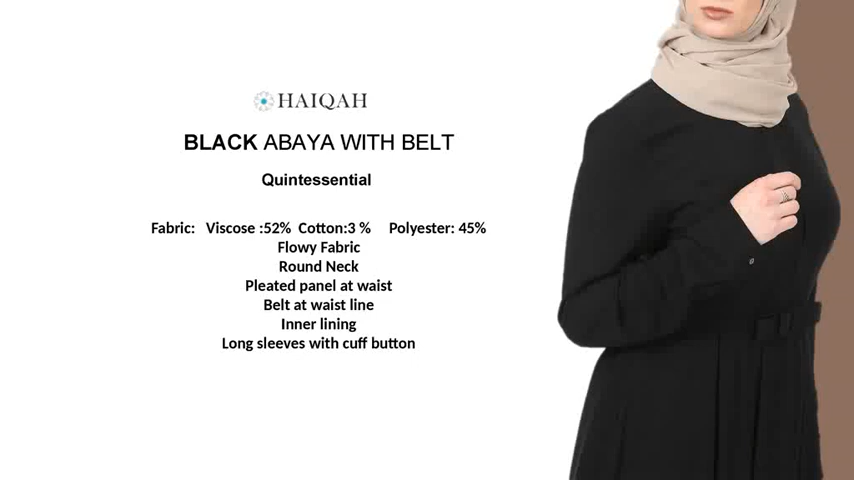 HAIQAH
BLACK ABAYA WITH BELT
Quintessential
Fabric: Viscose :52% Cotton:3 % Polyester: 45%
Flowy Fabric
Round Neck
Pleated panel at waist
Belt at waist line
Inner lining
Long sleeves with cuff button